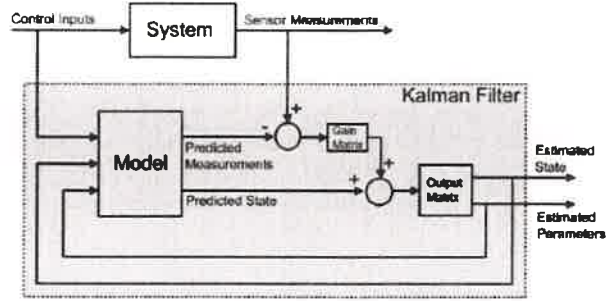 Control Inputs
System
Sensor Measurements
Kalman Filter
+
-
Gain
Matrix
Model
Predicted
Measurements
+
+
Predicted State
Output
Matrix
Estimated
State
Estimated
Parameters